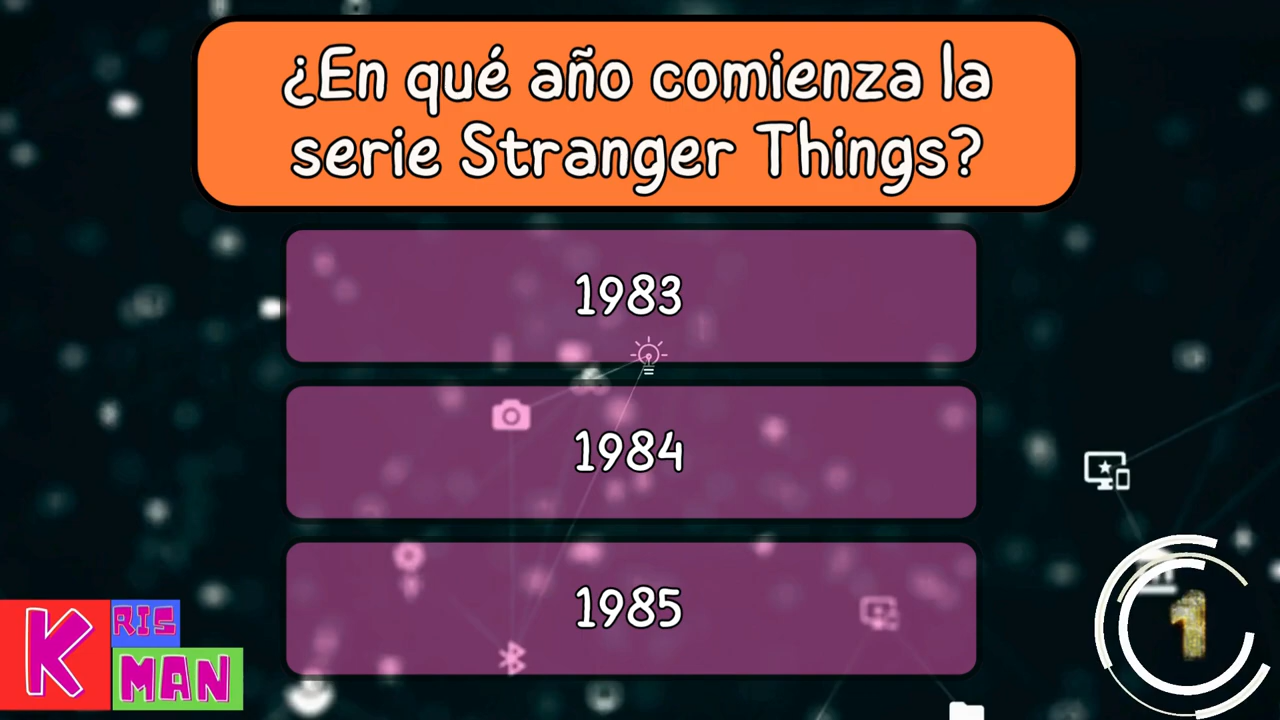 ¿En qué año comienza la
serie Stranger Things?
1983
1984
1985
K RIS
MAN
1